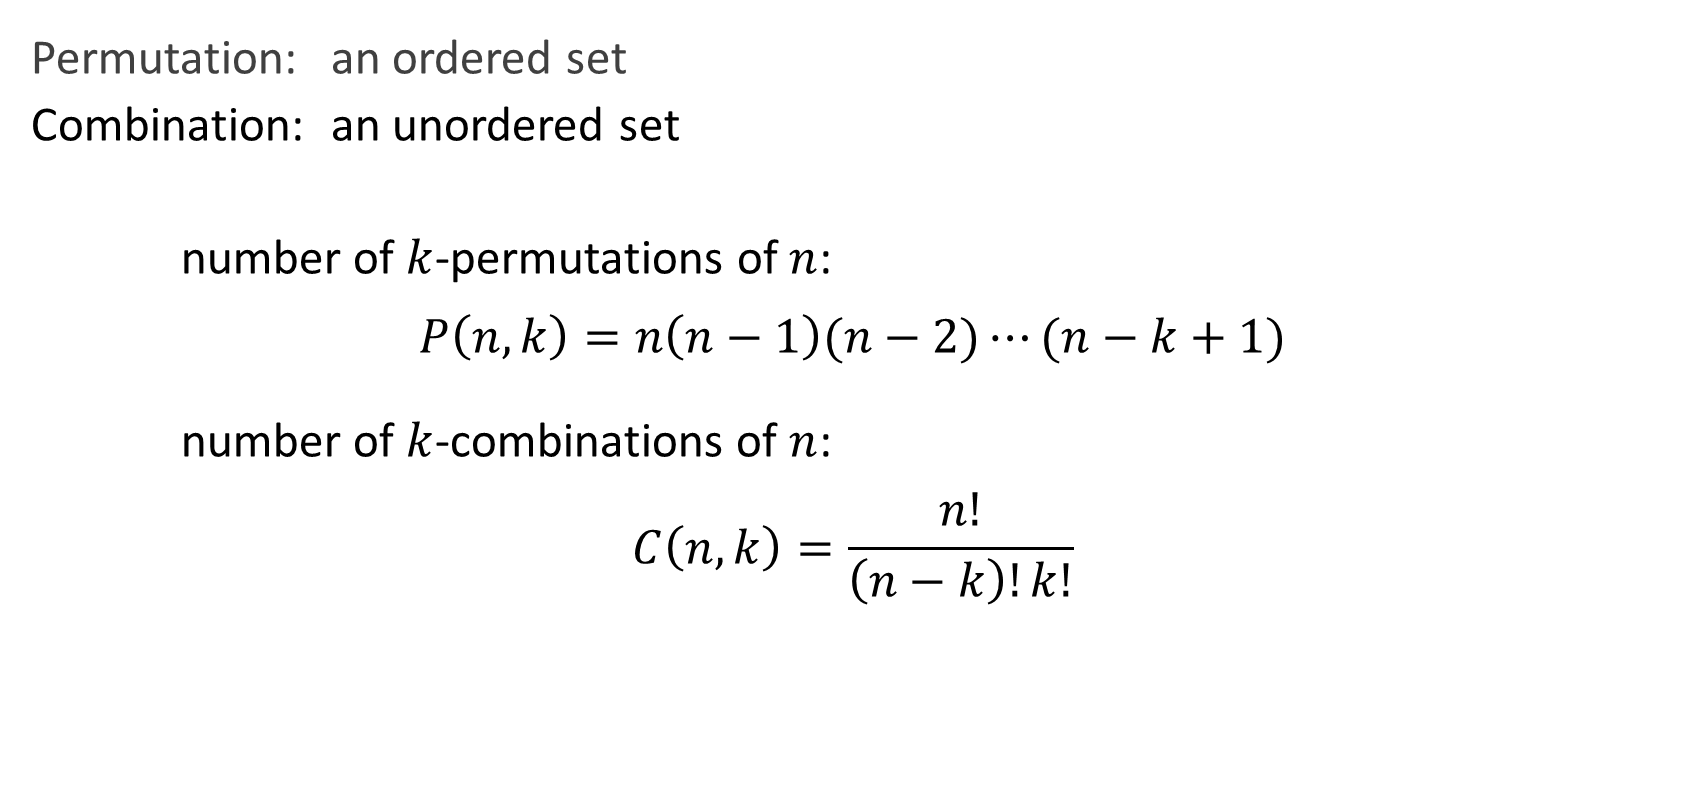 Permutation: an ordered set
Combination: an unordered set
number of k-permutations of n:
P(n, k) = n(n − 1)(n − 2) ⋯ (n − k + 1)
number of k-combinations of n:
C(n, k) = n! / (n − k)! k!